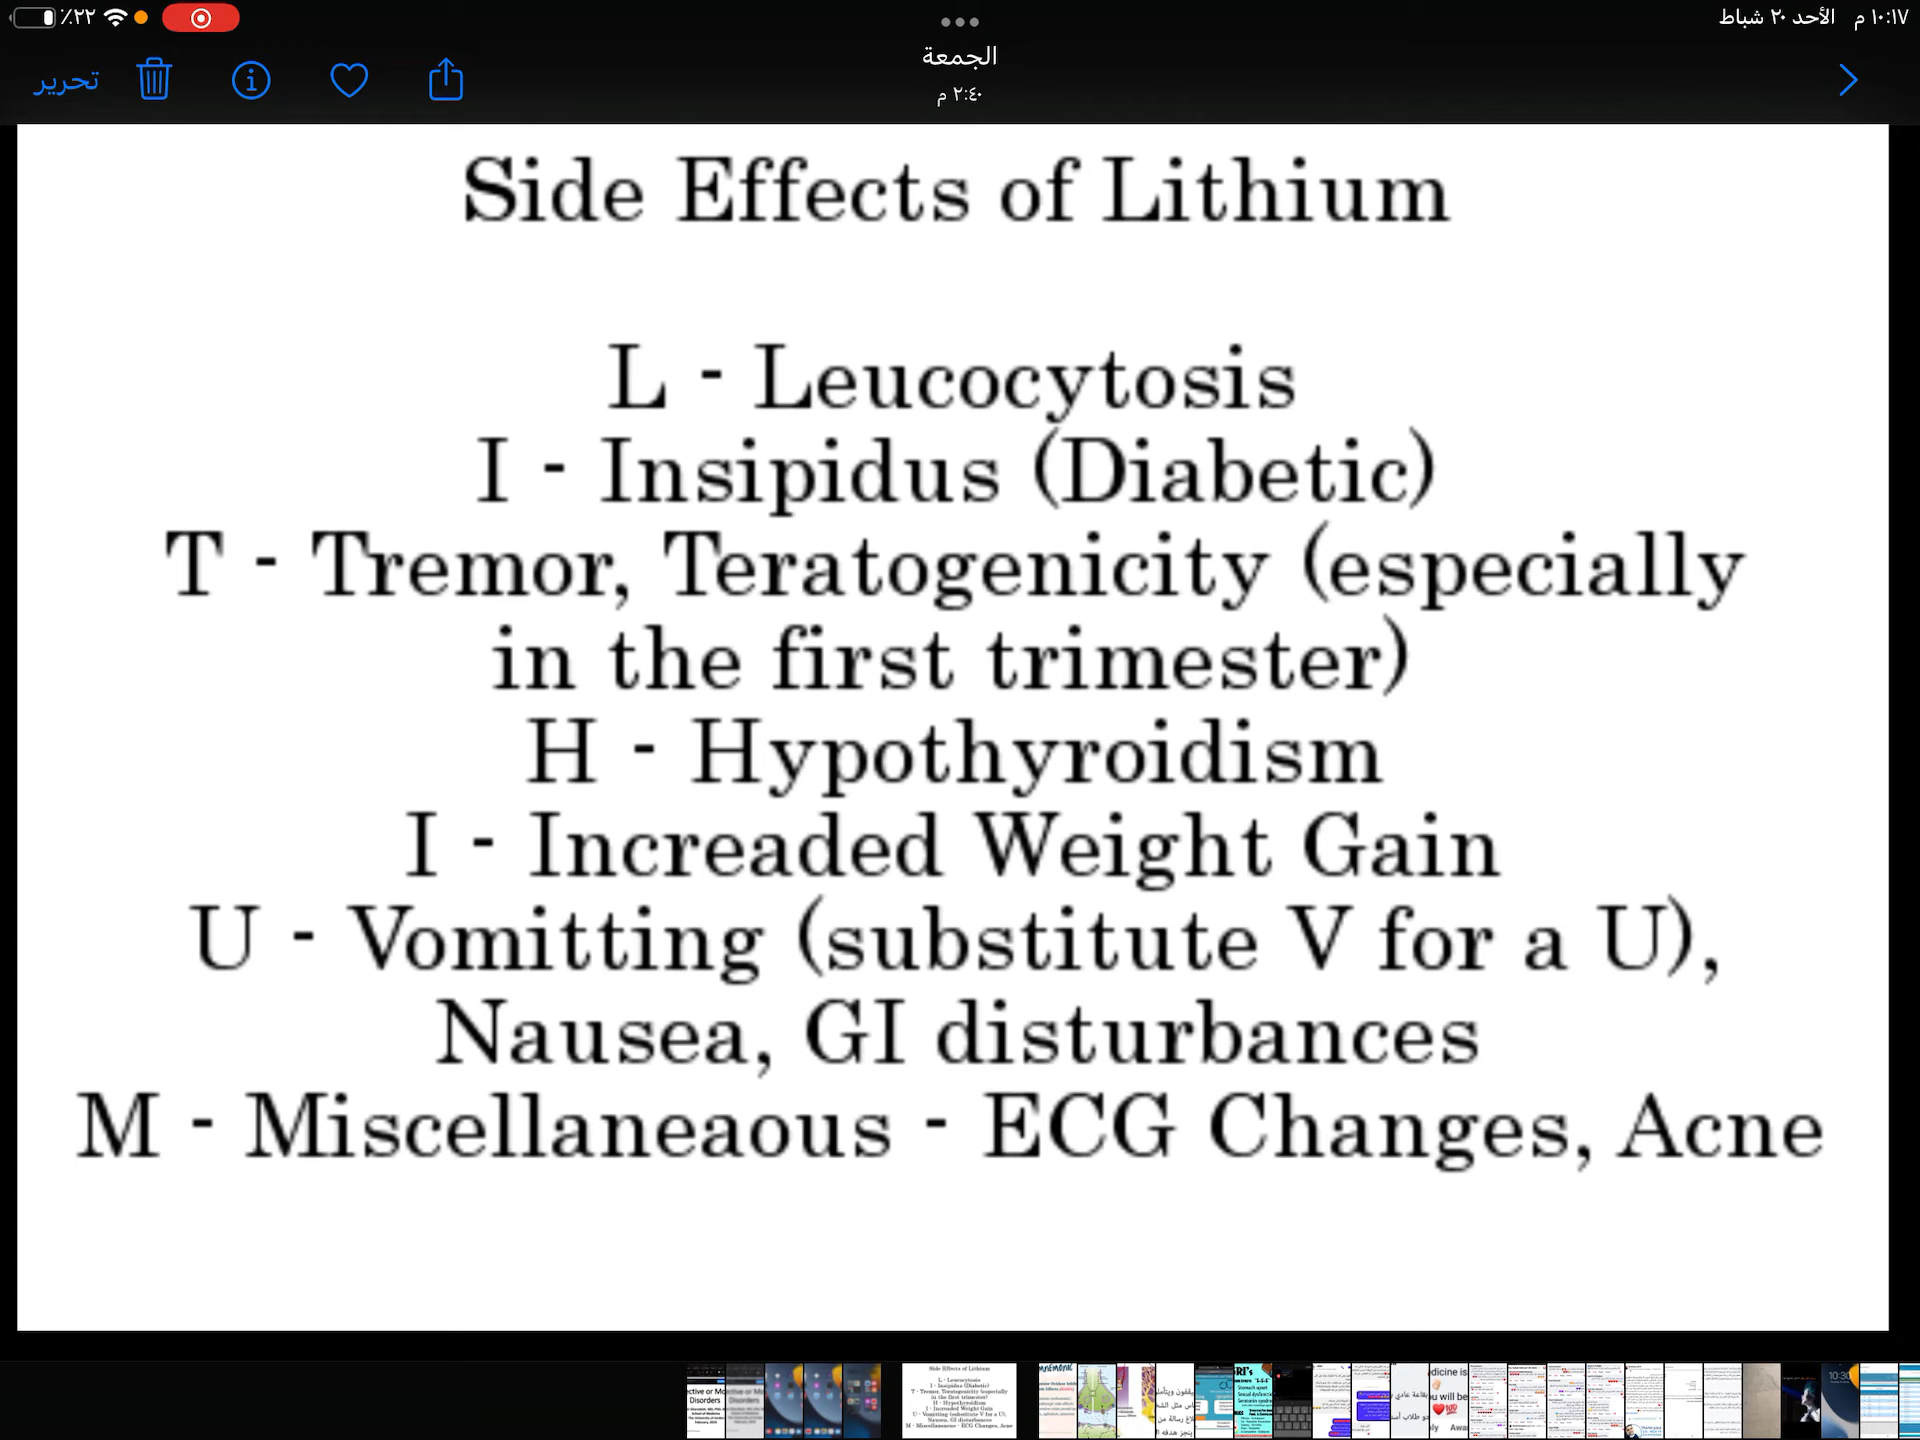 ١٠:١٧ م الأحد ٢٠ شباط
٪٢٢
الجمعة
٢:٤٠ م
تحرير
Side Effects of Lithium
L - Leucocytosis
I - Insipidus (Diabetic)
T - Tremor, Teratogenicity (especially
in the first trimester)
H - Hypothyroidism
I - Increaded Weight Gain
U - Vomitting (substitute V for a U),
Nausea, GI disturbances
M - Miscellaneaous - ECG Changes, Acne